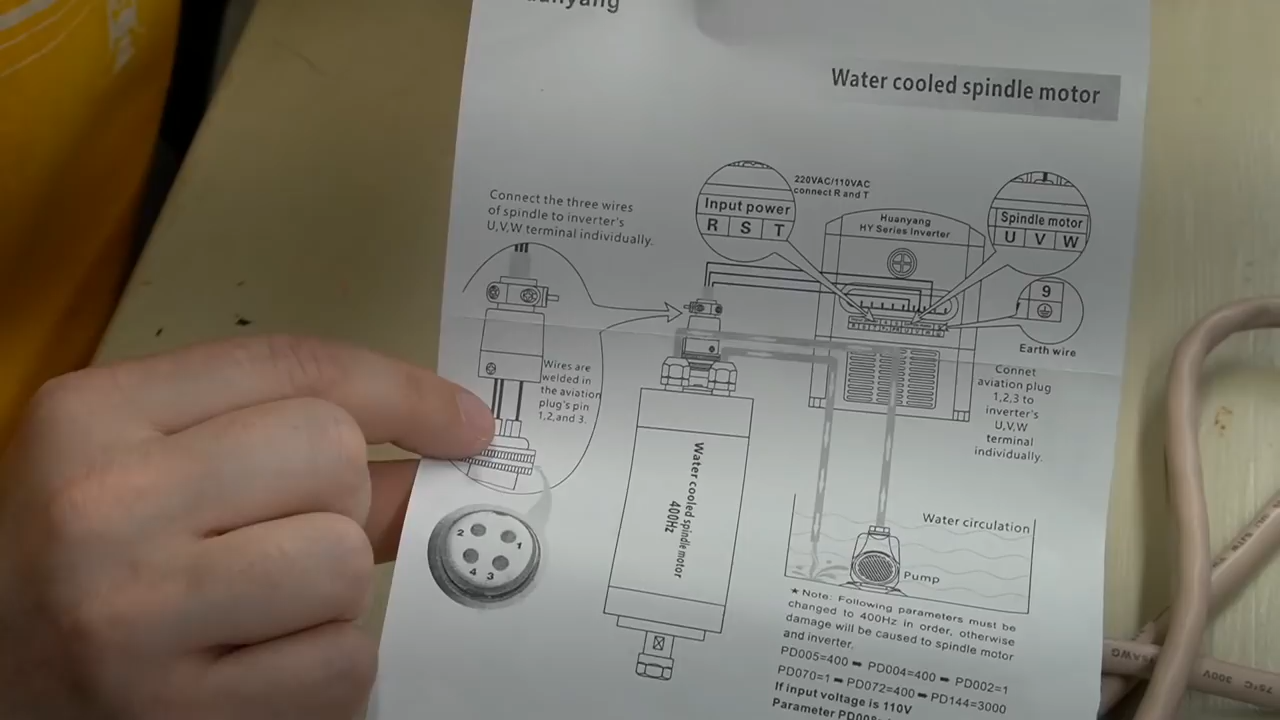 Water cooled spindle motor
Connect the three wires
of spindle to inverter's
U,V,W terminal individually.
220VAC/110VAC
connect R and T
Input power
R S T
Huanyang
HY Series Inverter
Spindle motor
U V W
9
Earth wire
Wires are
welded in
the aviation
plug's pin
1,2,and 3.
Connet
aviation plug
1,2,3 to
inverter's
U,V,W
terminal
individually.
2 1
4 3
Water cooled spindle motor
400Hz
Water circulation
Pump
★Note: Following parameters must be
changed to 400Hz in order, otherwise
damage will be caused to spindle motor
and inverter.
PD005=400 ➡ PD004=400 ➡ PD002=1
PD070=1 ➡ PD072=400 ➡ PD144=3000
If input voltage is 110V
Parameter
AWG
75°C 300V